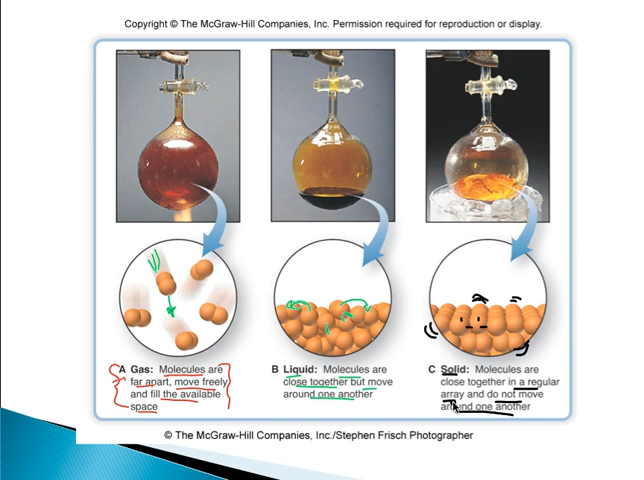 Copyright © The McGraw-Hill Companies, Inc. Permission required for reproduction or display.
A Gas: Molecules are
far apart, move freely
and fill the available
space
B Liquid: Molecules are
close together but move
around one another
C Solid: Molecules are
close together in a regular
array and do not move
around one another
© The McGraw-Hill Companies, Inc./Stephen Frisch Photographer